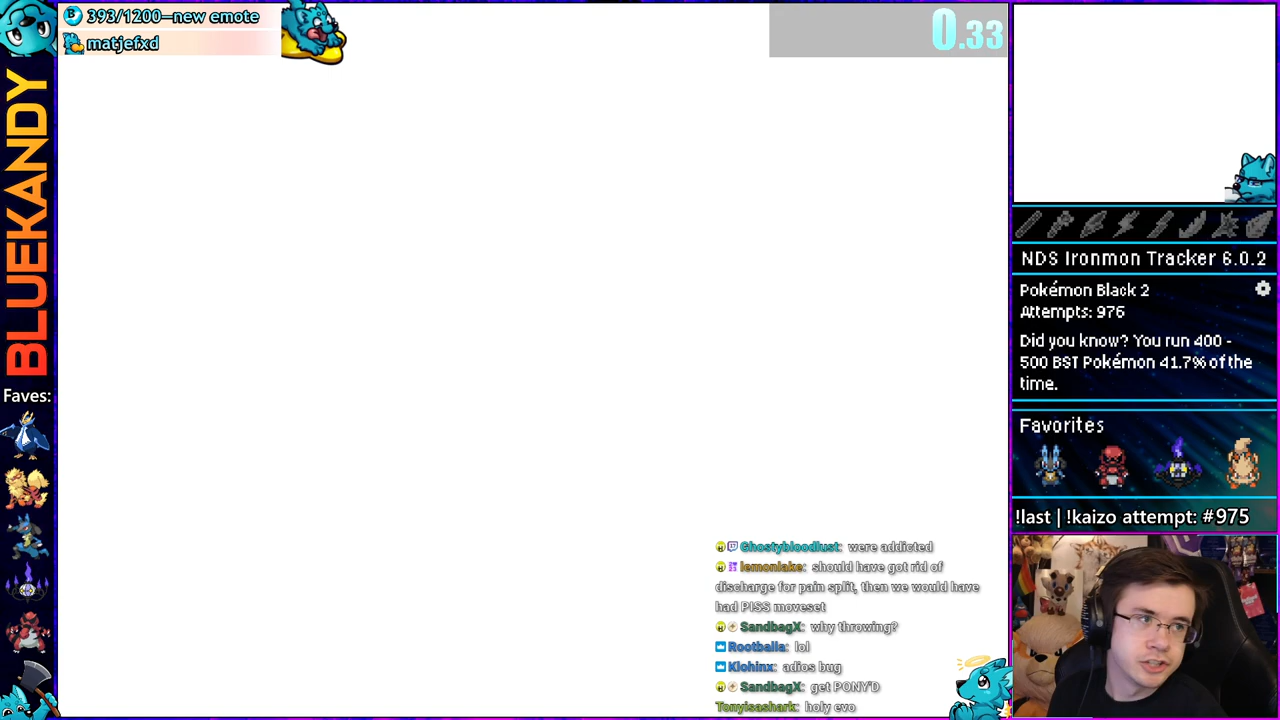 393/1200—new emote
matjefxd
0.33
BLUEKANDY
Faves:
NDS Ironmon Tracker 6.0.2
Pokémon Black 2
Attempts: 976
Did you know? You run 400 -
500 BST Pokémon 41.7% of the
time.
Favorites
!last | !kaizo attempt: #975
Ghostybloodlust: were addicted
lemonlake: should have got rid of
discharge for pain split, then we would have
had PISS moveset
SandbagX: why throwing?
Rootballa: lol
Klohinx: adios bug
SandbagX: get PONY'D
Tonyisashark: holy evo